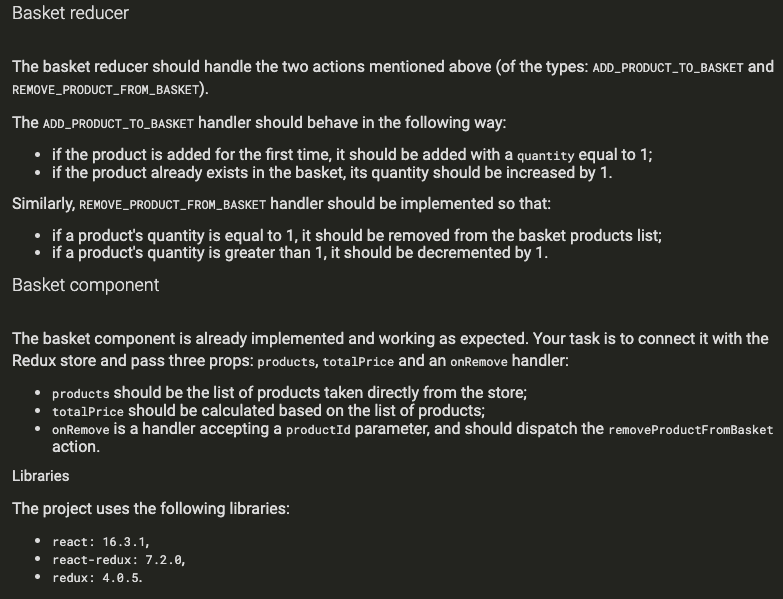 Basket reducer
The basket reducer should handle the two actions mentioned above (of the types: ADD_PRODUCT_TO_BASKET and
REMOVE_PRODUCT_FROM_BASKET).
The ADD_PRODUCT_TO_BASKET handler should behave in the following way:
• if the product is added for the first time, it should be added with a quantity equal to 1;
• if the product already exists in the basket, its quantity should be increased by 1.
Similarly, REMOVE_PRODUCT_FROM_BASKET handler should be implemented so that:
• if a product's quantity is equal to 1, it should be removed from the basket products list;
• if a product's quantity is greater than 1, it should be decremented by 1.
Basket component
The basket component is already implemented and working as expected. Your task is to connect it with the
Redux store and pass three props: products, totalPrice and an onRemove handler:
• products should be the list of products taken directly from the store;
• totalPrice should be calculated based on the list of products;
• onRemove is a handler accepting a productId parameter, and should dispatch the removeProductFromBasket
action.
Libraries
The project uses the following libraries:
• react: 16.3.1,
• react-redux: 7.2.0,
• redux: 4.0.5.